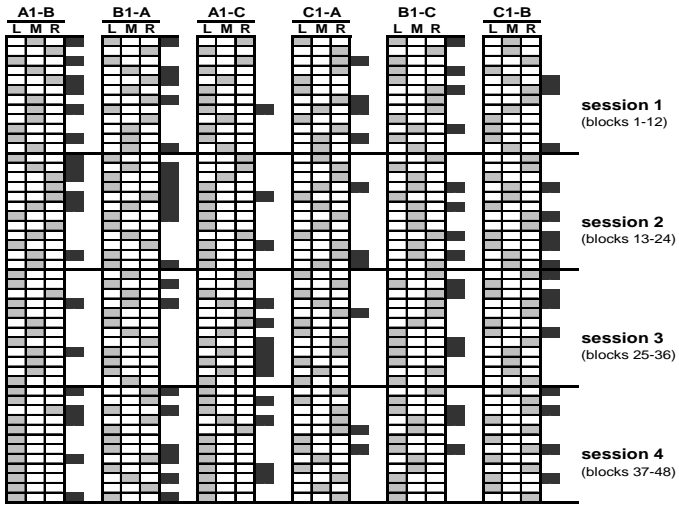 A1-B B1-A A1-C C1-A B1-C C1-B
L M R L M R L M R L M R L M R L M R
session 1
(blocks 1-12)
session 2
(blocks 13-24)
session 3
(blocks 25-36)
session 4
(blocks 37-48)